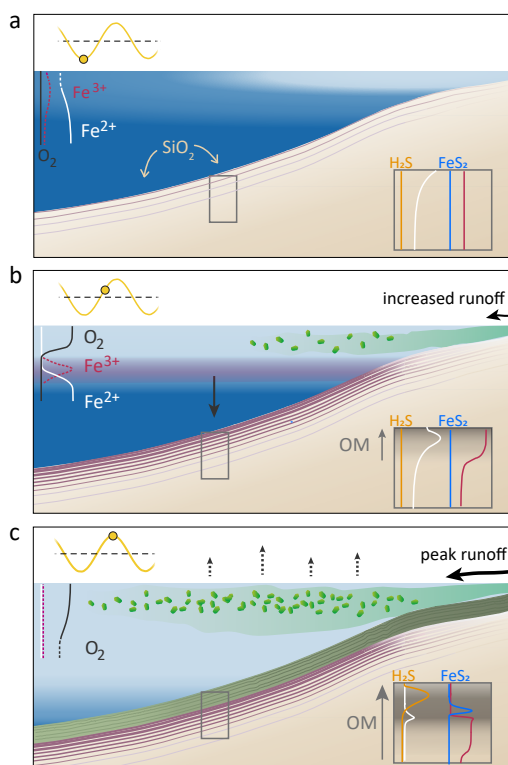 a
Fe3+
Fe2+
O2
SiO2
H2S FeS2
b
increased runoff
O2
Fe3+
Fe2+
H2S FeS2
OM
c
peak runoff
O2
H2S FeS2
OM